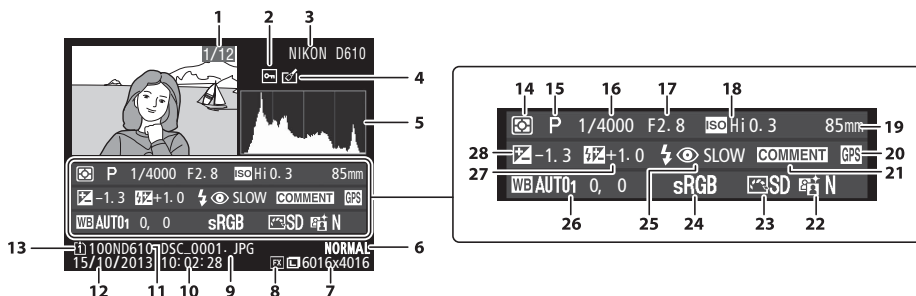 1 2 3
1/12 NIKON D610
4
5
P 1/4000 F2.8 ISO Hi 0.3 85mm
-1.3 +1.0 SLOW COMMENT GPS
WB AUTO1 0, 0 sRGB SD N
13 1 100ND610 DSC_0001.JPG NORMAL 6
15/10/2013 10:02:28 FX 6016x4016
12 11 10 9 8 7
14 15 16 17 18
P 1/4000 F2.8 ISO Hi 0.3 85mm 19
28 -1.3 +1.0 SLOW COMMENT GPS 20
27 25 21
WB AUTO1 0, 0 sRGB SD N
26 24 23 22